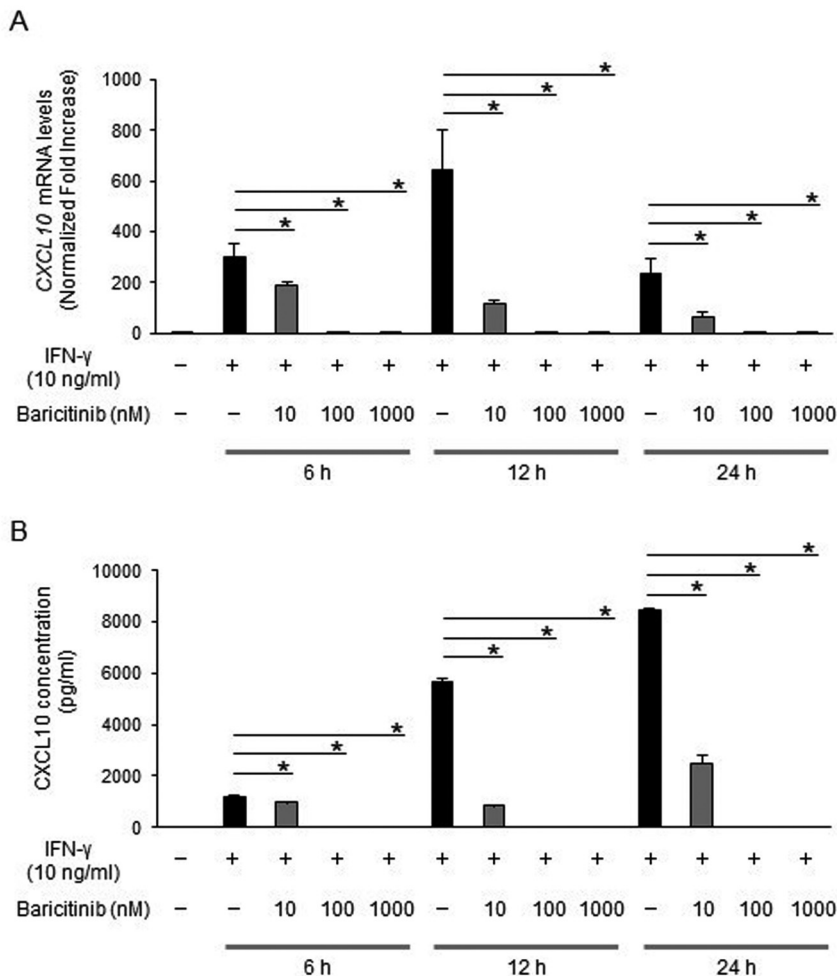 A
CXCL10 mRNA levels
(Normalized Fold Increase)
1000
800
600
400
200
0
* * *
* * *
* * *
IFN-γ
(10 ng/ml)
− + + + + + + + + + + + +
Baricitinib (nM) − − 10 100 1000 − 10 100 1000 − 10 100 1000
6 h 12 h 24 h
B
CXCL10 concentration
(pg/ml)
10000
8000
6000
4000
2000
0
* * *
* * *
* * *
IFN-γ
(10 ng/ml)
− + + + + + + + + + + + +
Baricitinib (nM) − − 10 100 1000 − 10 100 1000 − 10 100 1000
6 h 12 h 24 h